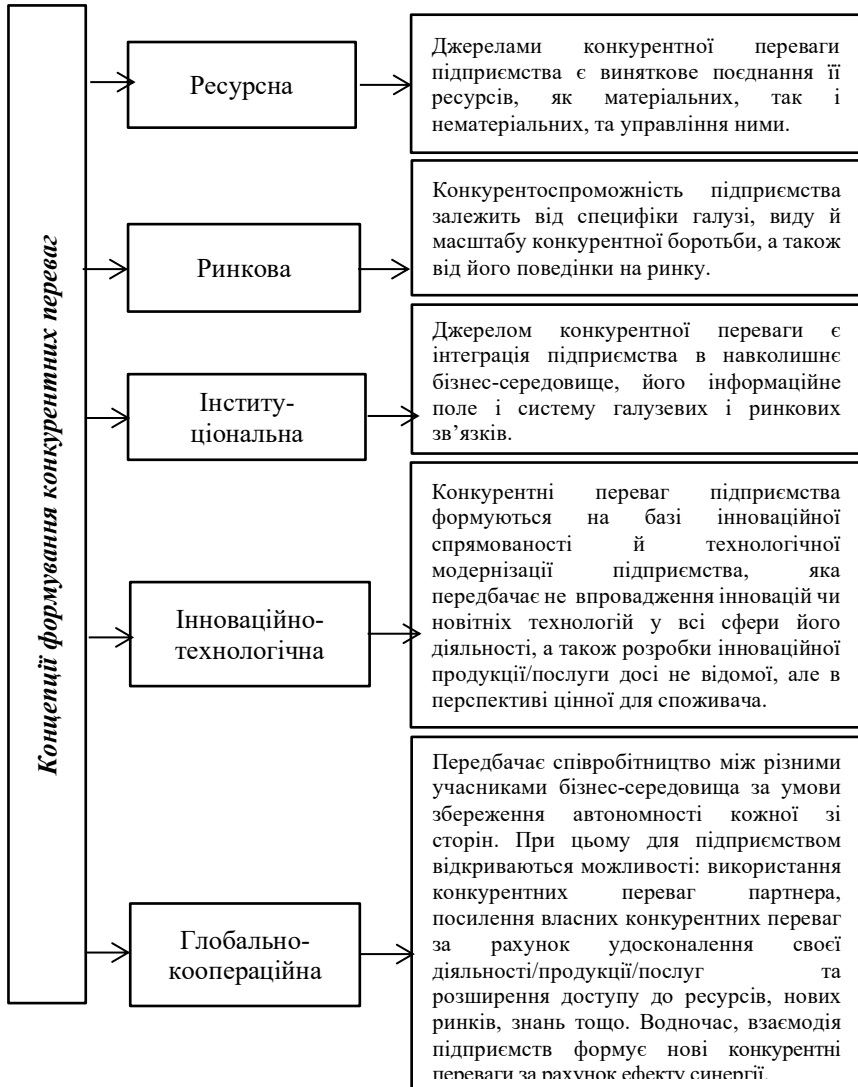 Концепції формування конкурентних переваг
Ресурсна
Джерелами конкурентної переваги
підприємства є виняткове поєднання її
ресурсів, як матеріальних, так і
нематеріальних, та управління ними.
Ринкова
Конкурентоспроможність підприємства
залежить від специфіки галузі, виду й
масштабу конкурентної боротьби, а також
від його поведінки на ринку.
Інститу-
ціональна
Джерелом конкурентної переваги є
інтеграція підприємства в навколишнє
бізнес-середовище, його інформаційне
поле і систему галузевих і ринкових
зв’язків.
Інноваційно-
технологічна
Конкурентні переваг підприємства
формуються на базі інноваційної
спрямованості й технологічної
модернізації підприємства, яка
передбачає не впровадження інновацій чи
новітніх технологій у всі сфери його
діяльності, а також розробки інноваційної
продукції/послуги досі не відомої, але в
перспективі цінної для споживача.
Глобально-
коопераційна
Передбачає співробітництво між різними
учасниками бізнес-середовища за умови
збереження автономності кожної зі
сторін. При цьому для підприємством
відкриваються можливості: використання
конкурентних переваг партнера,
посилення власних конкурентних переваг
за рахунок удосконалення своєї
діяльності/продукції/послуг та
розширення доступу до ресурсів, нових
ринків, знань тощо. Водночас, взаємодія
підприємств формує нові конкурентні
переваги за рахунок ефекту синергії.